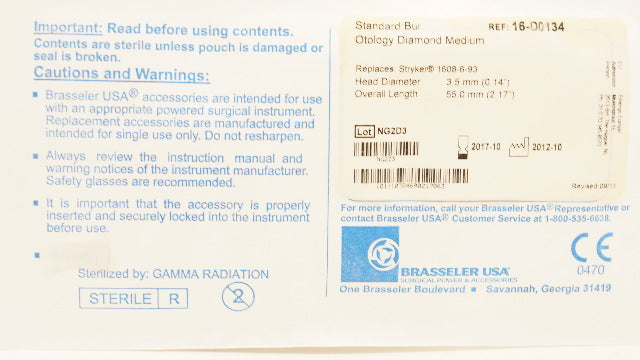 Important: Read before using contents.
Contents are sterile unless pouch is damaged or
seal is broken.
Cautions and Warnings:
▪ Brasseler USA® accessories are intended for use
with an appropriate powered surgical instrument.
Replacement accessories are manufactured and
intended for single use only. Do not resharpen.
▪ Always review the instruction manual and
warning notices of the instrument manufacturer.
Safety glasses are recommended.
▪ It is important that the accessory is properly
inserted and securely locked into the instrument
before use.
▪
Sterilized by: GAMMA RADIATION
STERILE R
2
Standard Bur REF: 16-D0134
Otology Diamond Medium
Replaces Stryker® 1608-6-93
Head Diameter 3.5 mm (0.14")
Overall Length 55.0 mm (2.17")
Lot NG2D3
NG2D3
2017-10 2012-10
Revised
For more information, call your Brasseler USA® Representative or
contact Brasseler USA® Customer Service at 1-800-535-6638.
BRASSELER USA®
SURGICAL POWER & ACCESSORIES
CE
0470
One Brasseler Boulevard ▪ Savannah, Georgia 31419